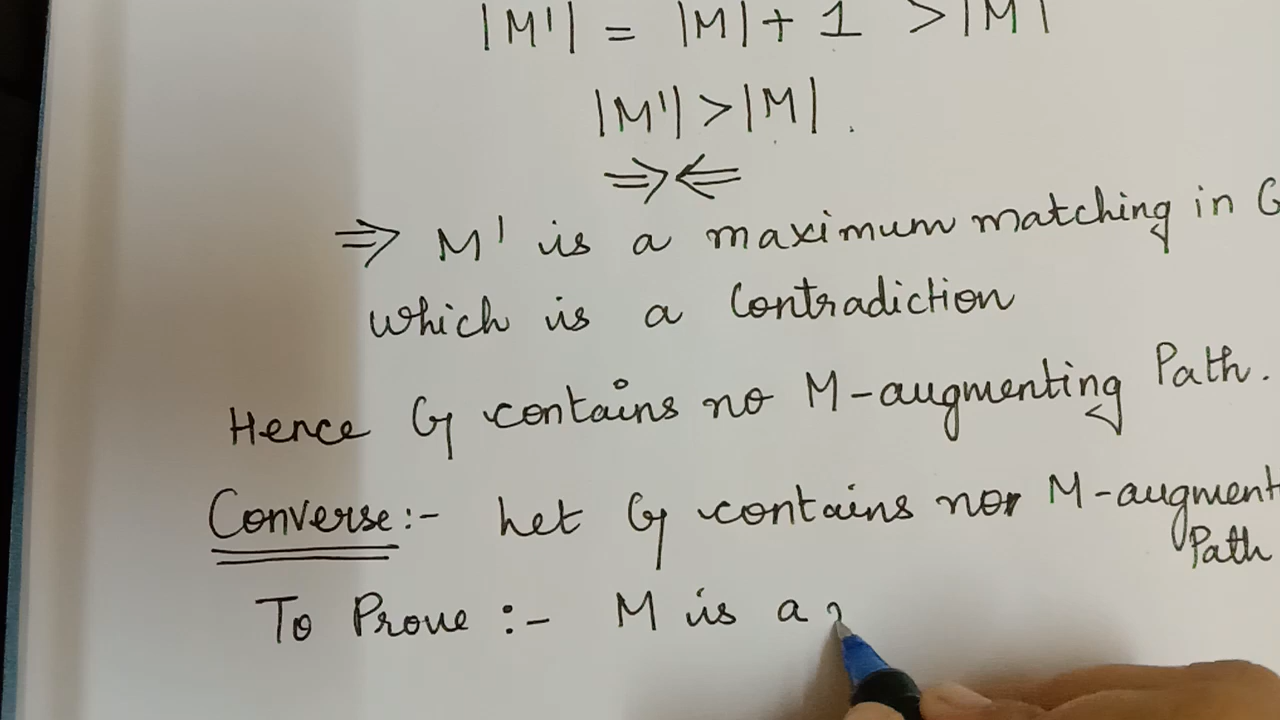 |M'| = |M| + 1 > |M|
|M'| > |M| .
⇒⇐
⇒ M' is a maximum matching in G
which is a Contradiction
Hence G contains no M-augmenting Path.
Converse:- Let G contains no M-augment
Path
To Prove :- M is a